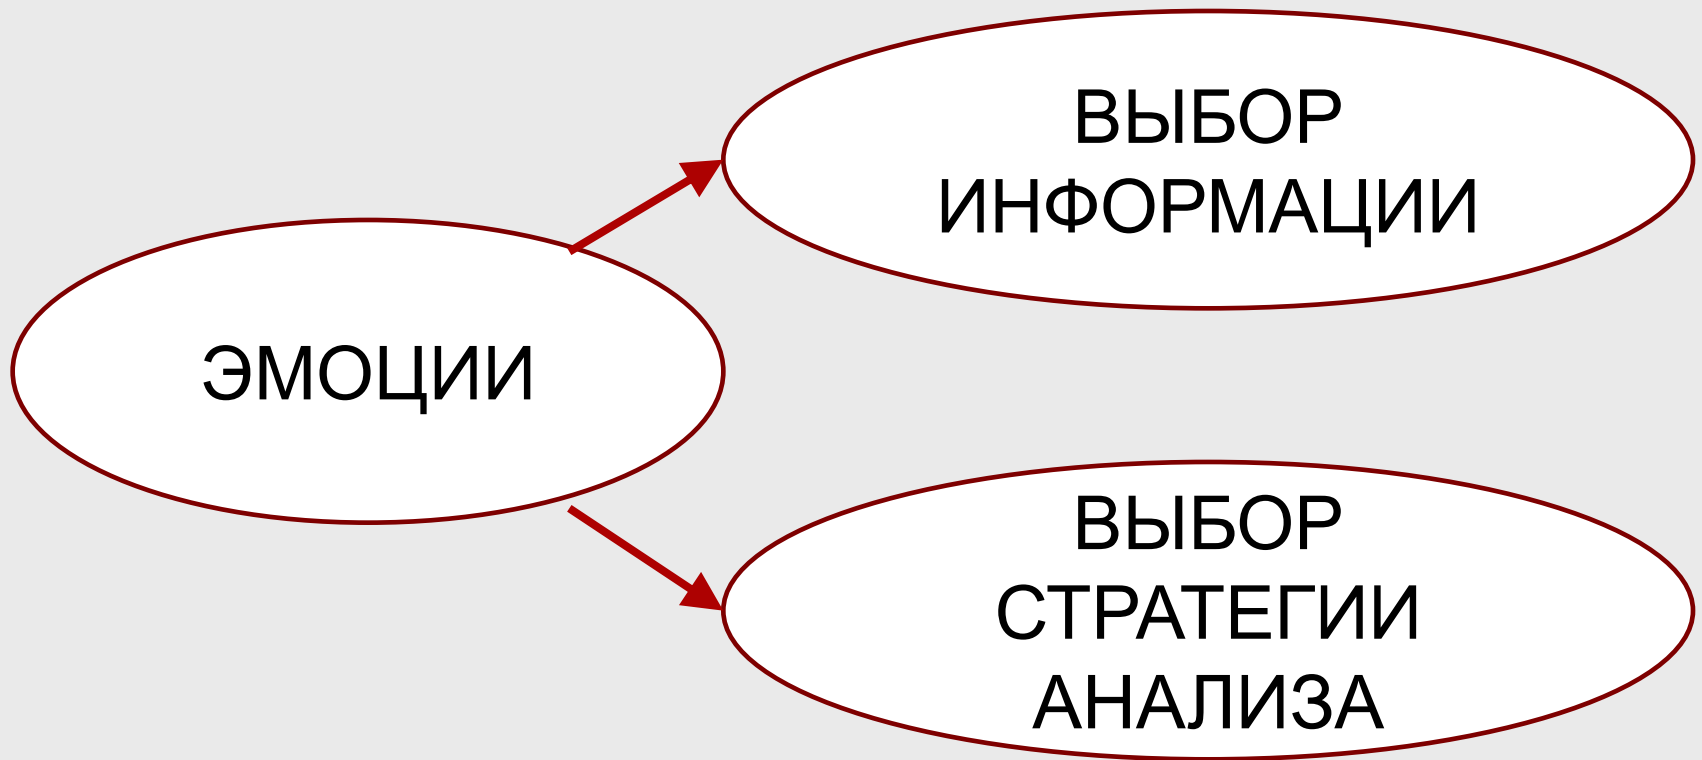 ВЫБОР
ИНФОРМАЦИИ
ЭМОЦИИ
ВЫБОР
СТРАТЕГИИ
АНАЛИЗА